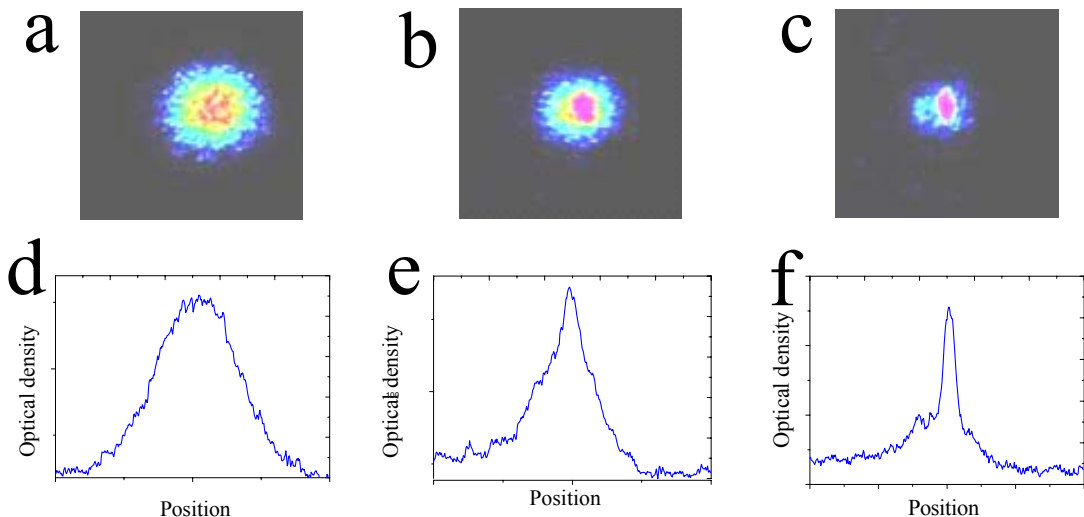 a
b
c
d
e
f
Optical density
Position
Optical density
Position
Optical density
Position